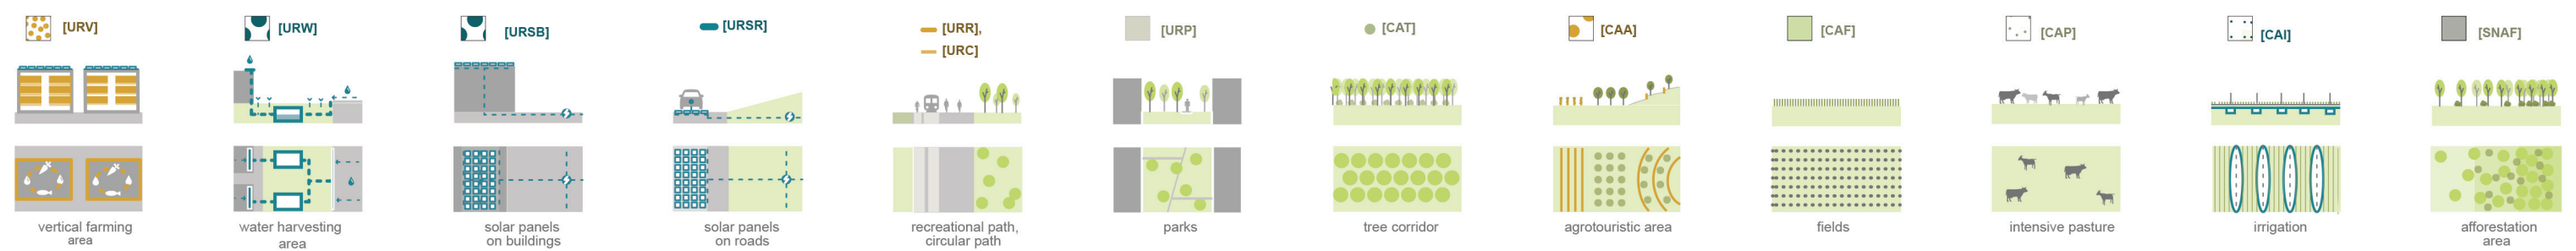 [URV]
[URW]
[URSB]
[URSR]
[URR],
[URC]
[URP]
[CAT]
[CAA]
[CAF]
[CAP]
[CAI]
[SNAF]
vertical farming
area
water harvesting
area
solar panels
on buildings
solar panels
on roads
recreational path,
circular path
parks
tree corridor
agrotouristic area
fields
intensive pasture
irrigation
afforestation
area